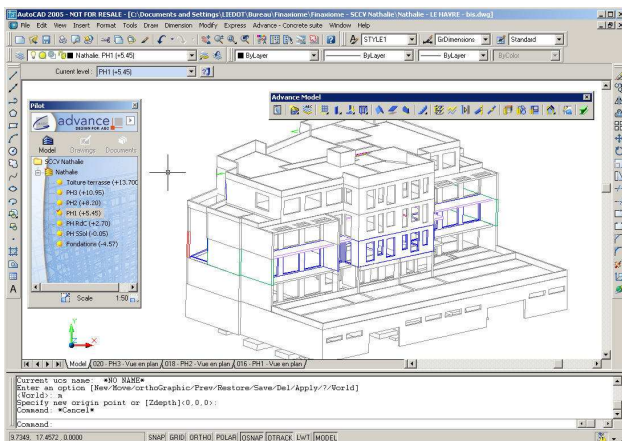 AutoCAD 2005 - NOT FOR RESALE - [C:\Documents and Settings\LIEDOT\Bureau\Finaxiome\Finaxiome - SCCV Nathalie\Nathalie - LE HAVRE - bis.dwg]
File Edit View Insert Format Tools Draw Dimension Modify Express Advance - Concrete suite Window Help
STYLE1 GrDimensions Standard
Nathalie. PH1 (+5.45) ByLayer ByLayer ByLayer ByColor
Current level : PH1 (+5.45)
Pilot
Advance Model
advance
DESIGN FOR AEC
Model Drawings Documents
SCCV Nathalie
Nathalie
Toiture-terrasse (+13.700
PH3 (+10.95)
PH2 (+8.20)
PH1 (+5.45)
PH RdC (+2.70)
PH SSol (-0.05)
Fondations (-4.57)
Scale 1:50
Y
X
Model 020 - PH3 - Vue en plan 018 - PH2 - Vue en plan 016 - PH1 - Vue en plan
Current ucs name: *NO NAME*
Enter an option [New/Move/orthoGraphic/Prev/Restore/Save/Del/Apply/?/World]
<World>: m
Specify new origin point or [Zdepth]<0,0,0>:
Command: *Cancel*
Command:
9.7349, 17.4572, 0.0000 SNAP GRID ORTHO POLAR OSNAP OTRACK LWT MODEL